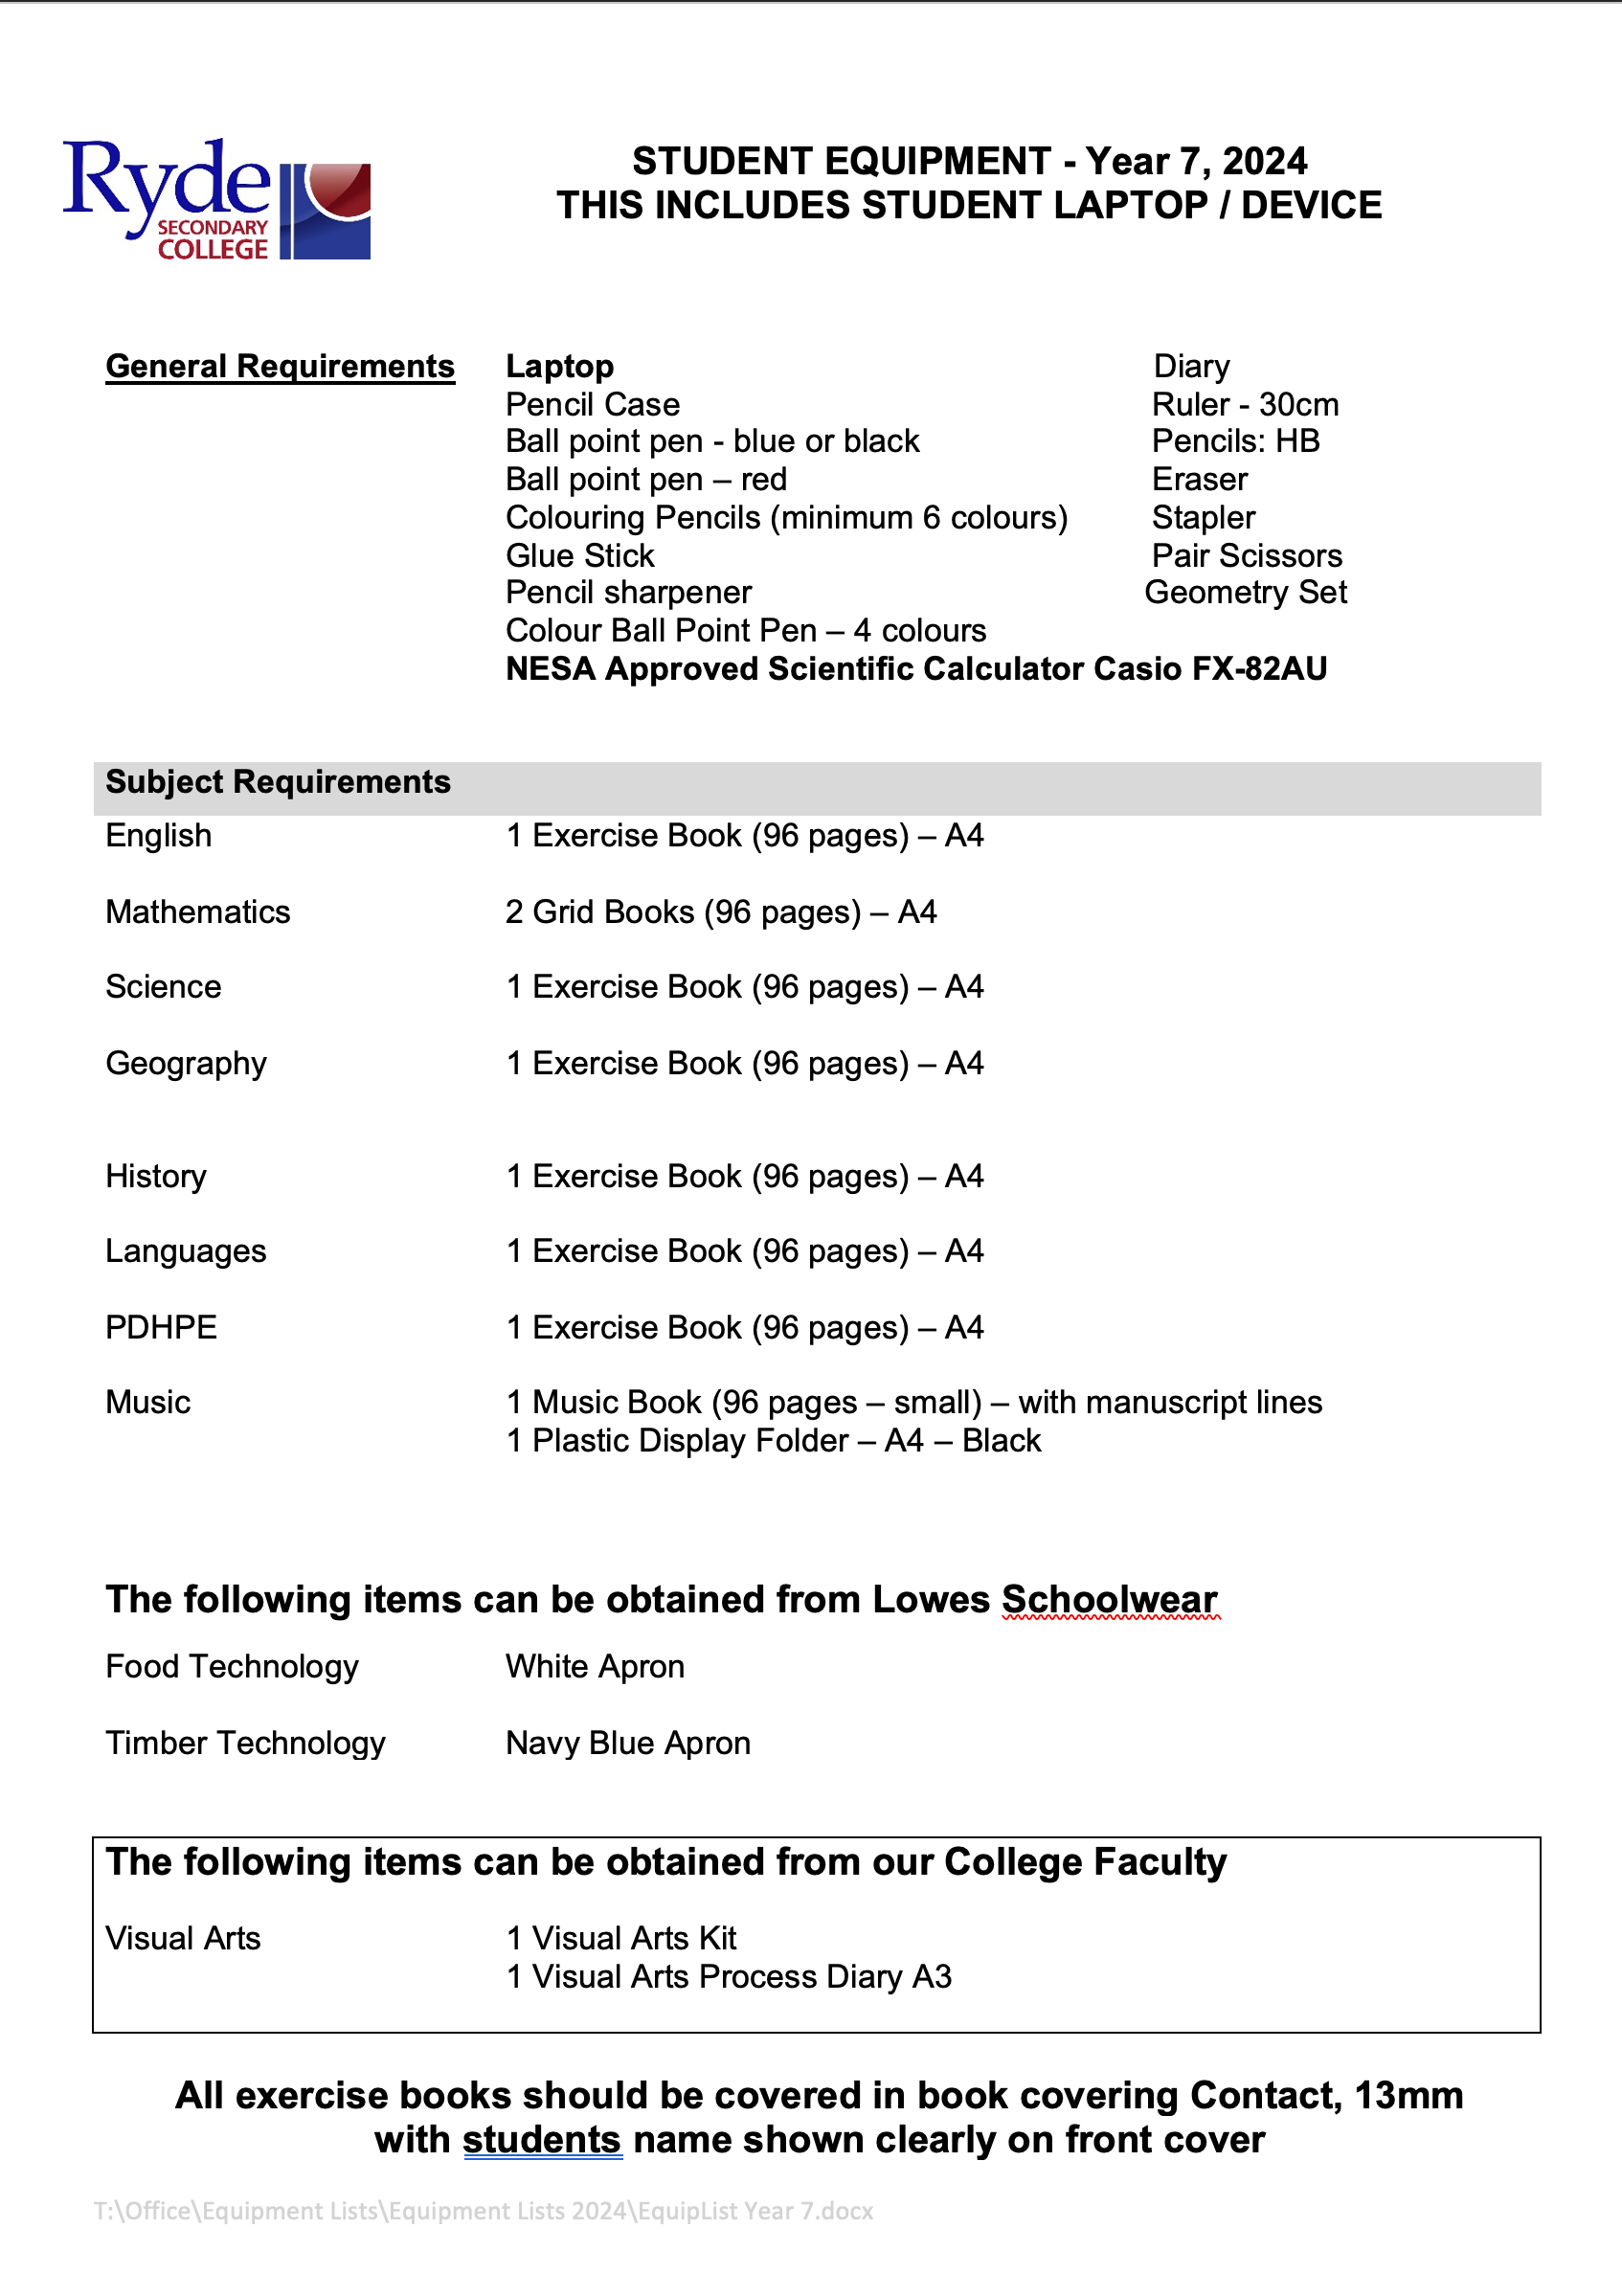 Ryde
SECONDARY
COLLEGE
STUDENT EQUIPMENT - Year 7, 2024
THIS INCLUDES STUDENT LAPTOP / DEVICE
General Requirements Laptop Diary
Pencil Case Ruler - 30cm
Ball point pen - blue or black Pencils: HB
Ball point pen – red Eraser
Colouring Pencils (minimum 6 colours) Stapler
Glue Stick Pair Scissors
Pencil sharpener Geometry Set
Colour Ball Point Pen – 4 colours
NESA Approved Scientific Calculator Casio FX-82AU
Subject Requirements
English 1 Exercise Book (96 pages) – A4
Mathematics 2 Grid Books (96 pages) – A4
Science 1 Exercise Book (96 pages) – A4
Geography 1 Exercise Book (96 pages) – A4
History 1 Exercise Book (96 pages) – A4
Languages 1 Exercise Book (96 pages) – A4
PDHPE 1 Exercise Book (96 pages) – A4
Music 1 Music Book (96 pages – small) – with manuscript lines
1 Plastic Display Folder – A4 – Black
The following items can be obtained from Lowes Schoolwear
Food Technology White Apron
Timber Technology Navy Blue Apron
The following items can be obtained from our College Faculty
Visual Arts 1 Visual Arts Kit
1 Visual Arts Process Diary A3
All exercise books should be covered in book covering Contact, 13mm
with students name shown clearly on front cover
T:\Office\Equipment Lists\Equipment Lists 2024\EquipList Year 7.docx